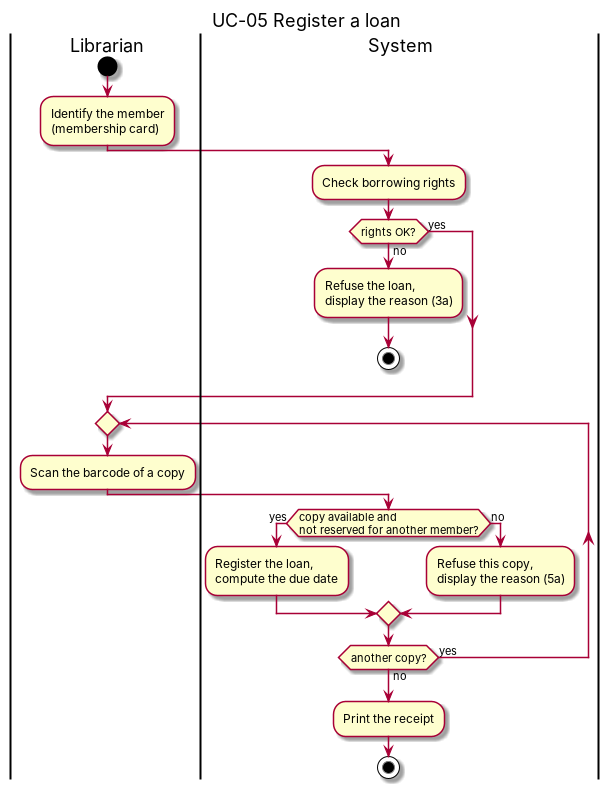 UC-05 Register a loan
Librarian
System
Identify the member
(membership card)
Check borrowing rights
rights OK?
yes
no
Refuse the loan,
display the reason (3a)
Scan the barcode of a copy
yes
copy available and
not reserved for another member?
no
Register the loan,
compute the due date
Refuse this copy,
display the reason (5a)
another copy?
yes
no
Print the receipt